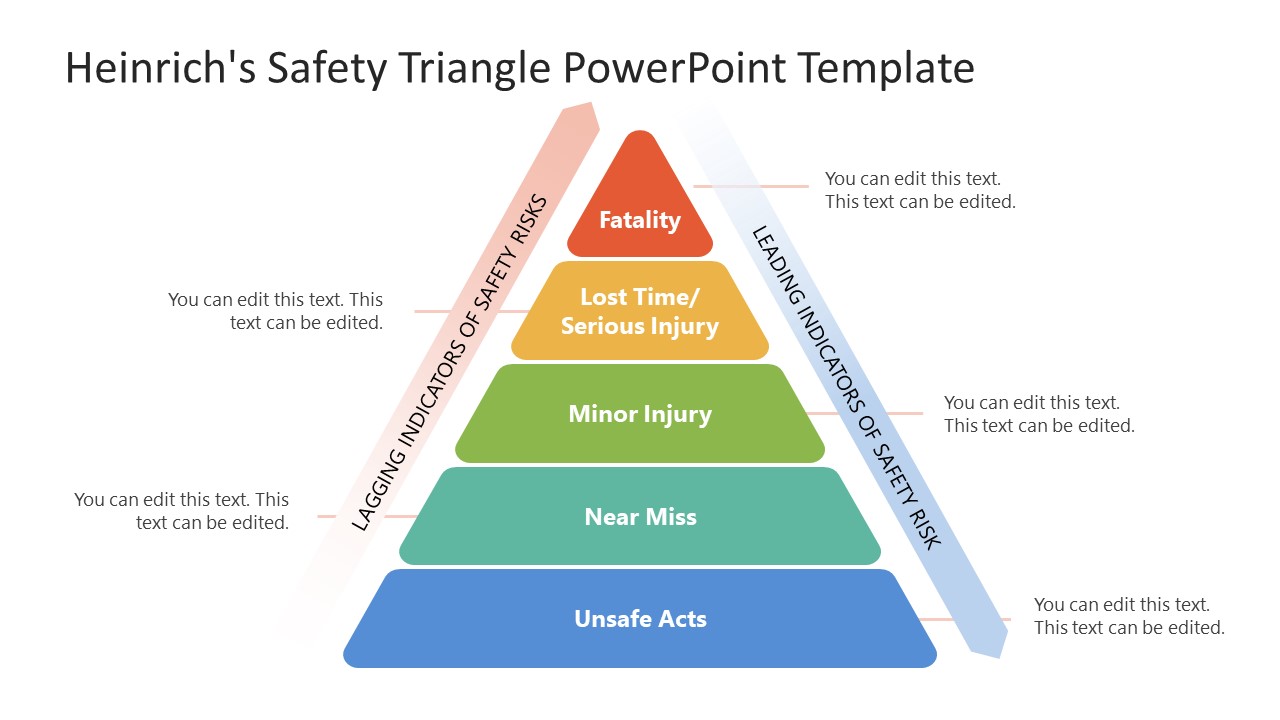 Heinrich's Safety Triangle PowerPoint Template
LAGGING INDICATORS OF SAFETY RISKS
LEADING INDICATORS OF SAFETY RISK
Fatality
You can edit this text.
This text can be edited.
Lost Time/
Serious Injury
You can edit this text. This
text can be edited.
Minor Injury
You can edit this text.
This text can be edited.
Near Miss
You can edit this text. This
text can be edited.
Unsafe Acts
You can edit this text.
This text can be edited.